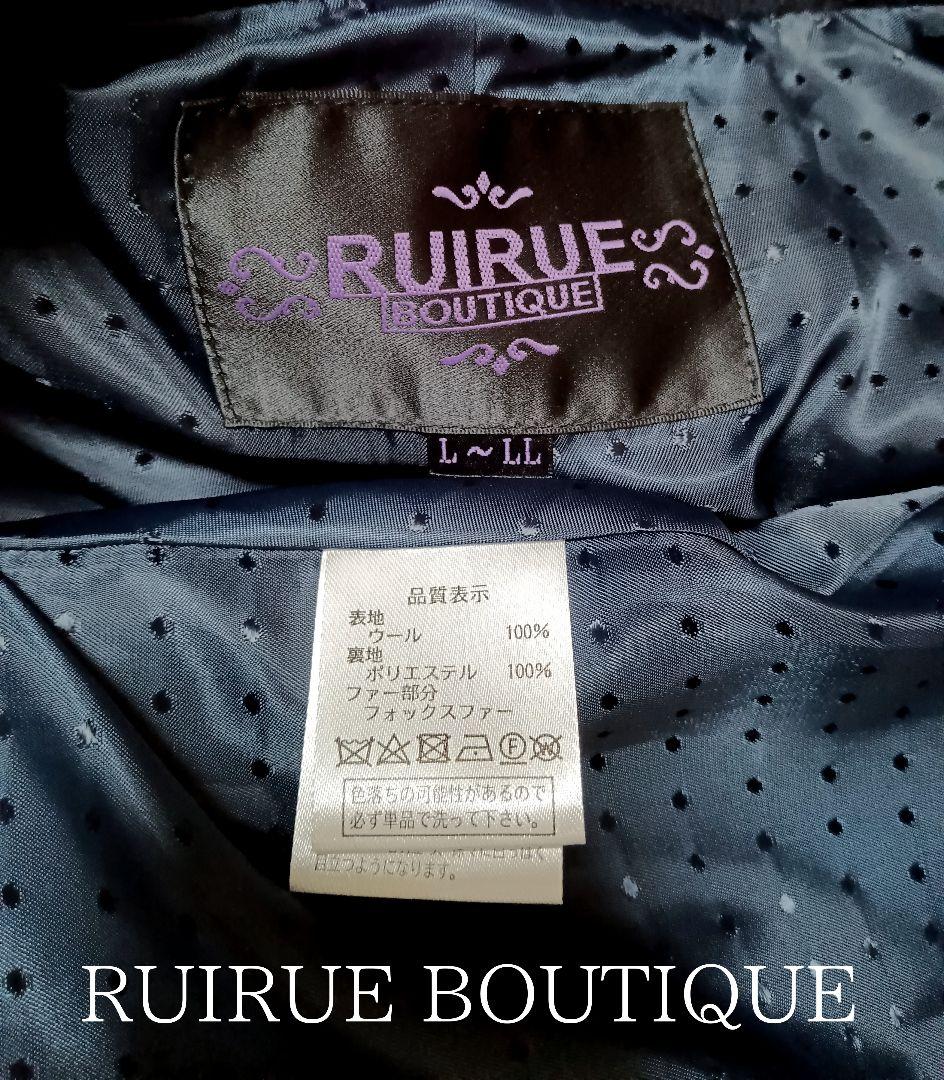 RUIRUE
BOUTIQUE
L ～ LL
品質表示
表地
ウール 100%
裏地
ポリエステル 100%
ファー部分
フォックスファー
色落ちの可能性があるので
必ず単品で洗って下さい。
目立つようになります。
RUIRUE BOUTIQUE